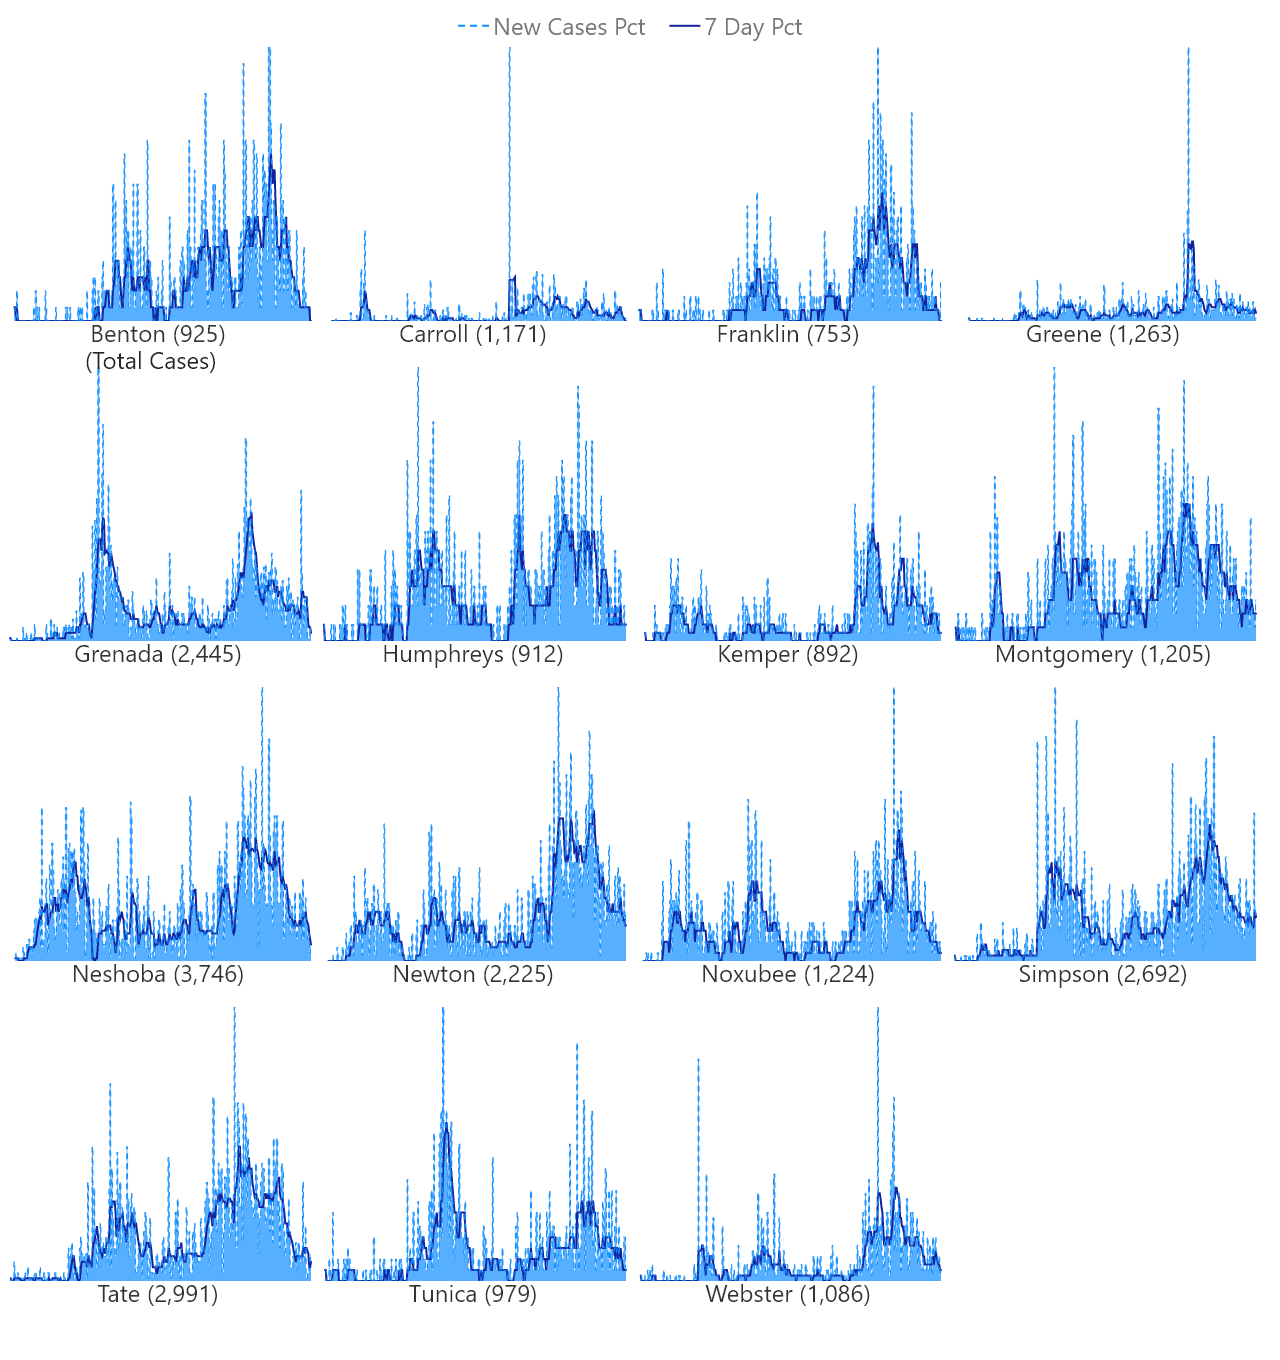 New Cases Pct 7 Day Pct
Benton (925) Carroll (1,171) Franklin (753) Greene (1,263)
(Total Cases)
Grenada (2,445) Humphreys (912) Kemper (892) Montgomery (1,205)
Neshoba (3,746) Newton (2,225) Noxubee (1,224) Simpson (2,692)
Tate (2,991) Tunica (979) Webster (1,086)